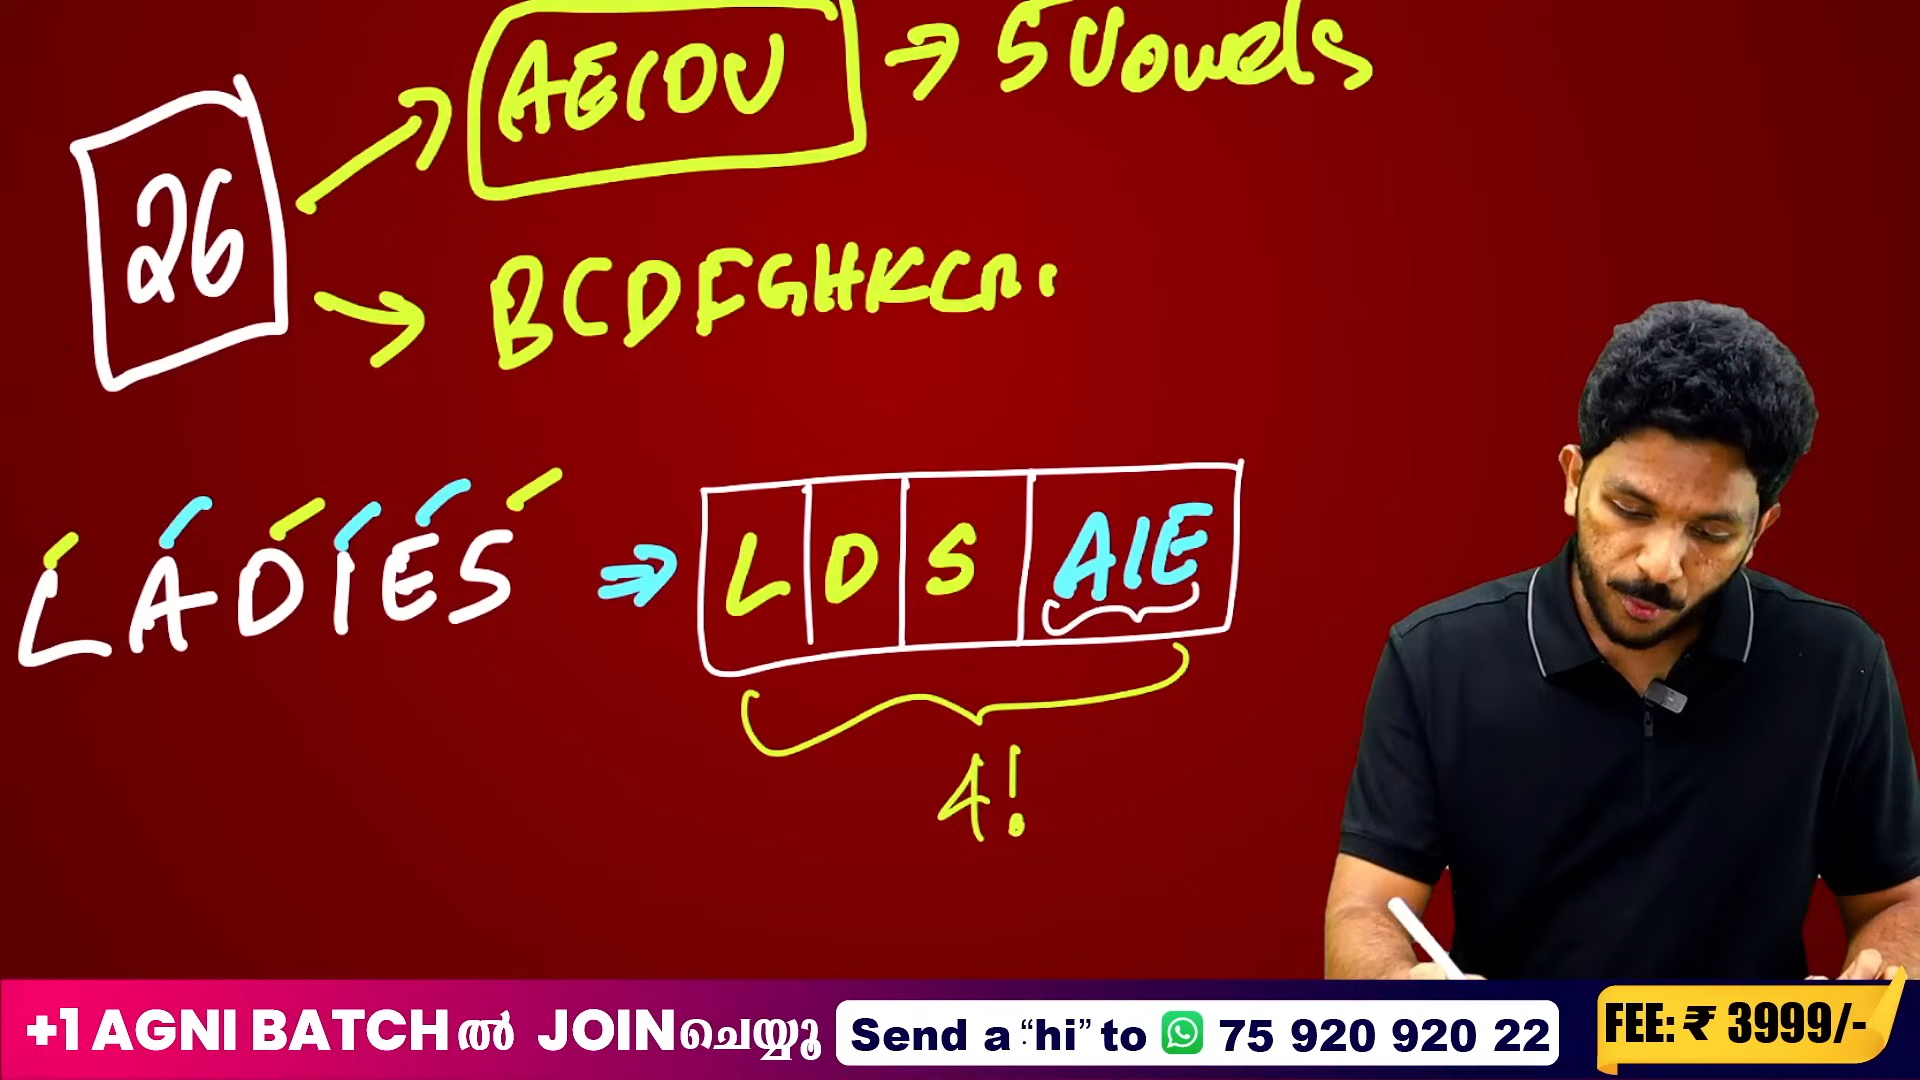 AEIOU → 5 Vowels
26
BCDFGHK
LADIES ⇒ L D S AIE
4!
+1 AGNI BATCH ൽ JOIN ചെയ്യൂ Send a “hi” to 75 920 920 22 FEE: ₹ 3999/-